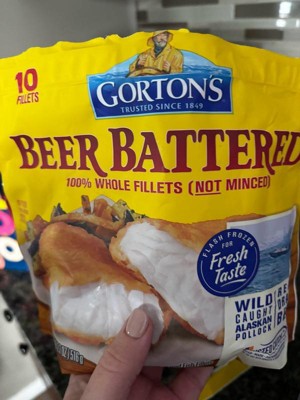 10
FILLETS
GORTON'S
TRUSTED SINCE 1849
BEER BATTERED
100% WHOLE FILLETS (NOT MINCED)
FLASH FROZEN
FOR
Fresh
Taste
WILD
CAUGHT
ALASKAN
POLLOCK